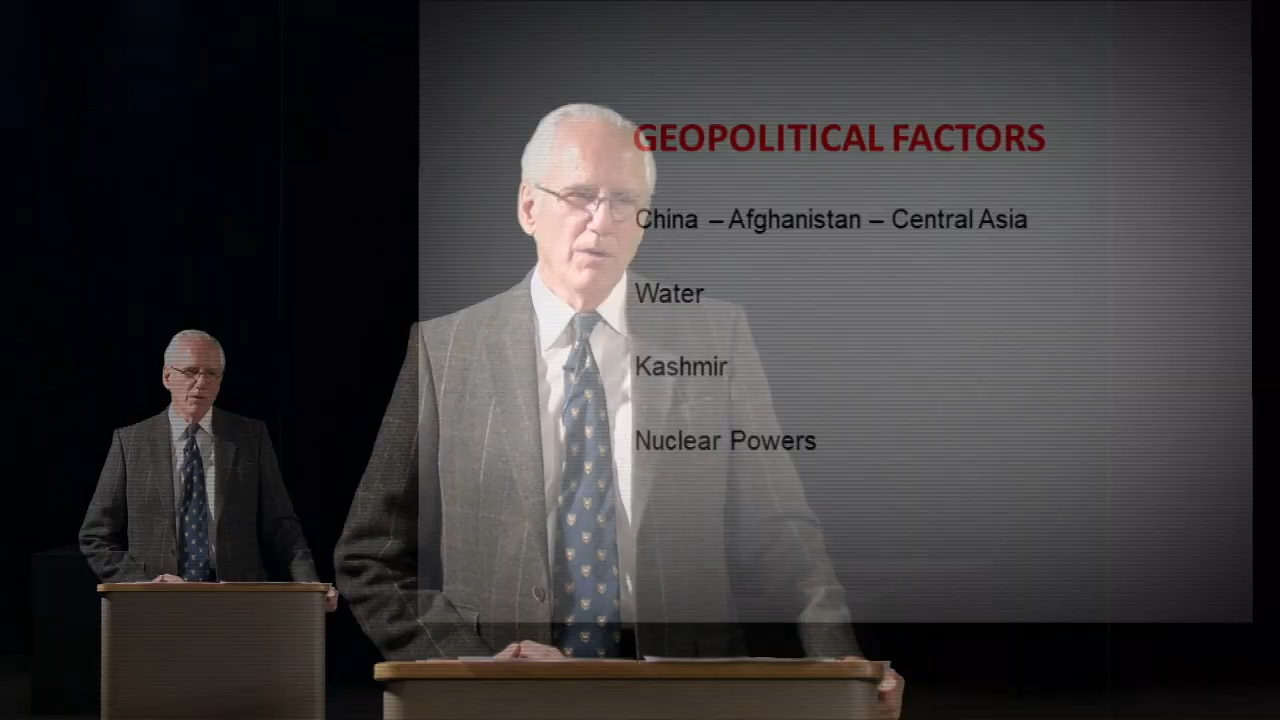 GEOPOLITICAL FACTORS
China – Afghanistan – Central Asia
Water
Kashmir
Nuclear Powers